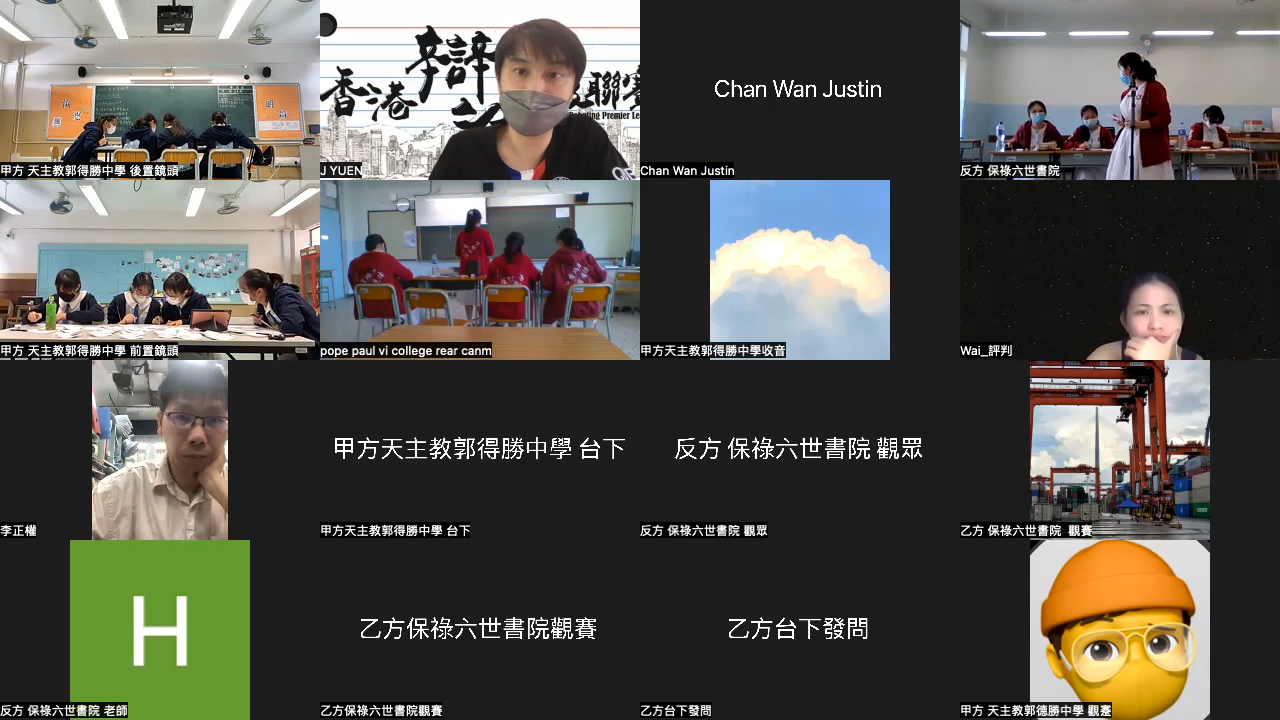 甲方 天主教郭得勝中學 後置鏡頭
香港
辯
聯賽
Debating Premier Le
J YUEN
Chan Wan Justin
Chan Wan Justin
反方 保祿六世書院
甲方 天主教郭得勝中學 前置鏡頭
pope paul vi college rear canm
甲方天主教郭得勝中學收音
Wai_評判
李正權
甲方天主教郭得勝中學 台下
甲方天主教郭得勝中學 台下
反方 保祿六世書院 觀眾
反方 保祿六世書院 觀眾
乙方 保祿六世書院 觀賽
H
反方 保祿六世書院 老師
乙方保祿六世書院觀賽
乙方保祿六世書院觀賽
乙方台下發問
乙方台下發問
甲方 天主教郭德勝中學 觀賽